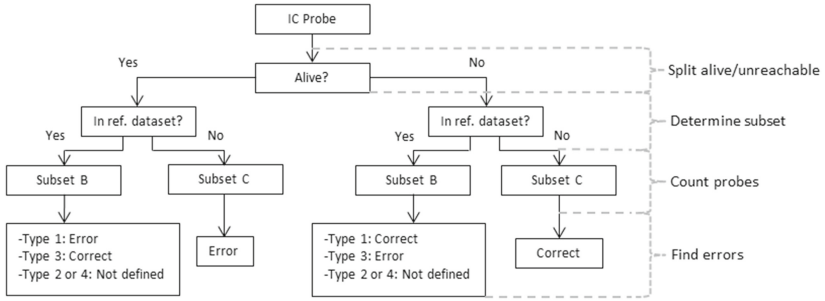 IC Probe
Yes
No
Alive?
Split alive/unreachable
In ref. dataset?
In ref. dataset?
Determine subset
Yes
No
Yes
No
Subset B
Subset C
Subset B
Subset C
Count probes
-Type 1: Error
-Type 3: Correct
-Type 2 or 4: Not defined
Error
-Type 1: Correct
-Type 3: Error
-Type 2 or 4: Not defined
Correct
Find errors